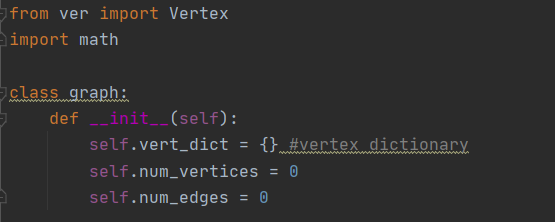 from ver import Vertex
import math
class graph:
def __init__(self):
self.vert_dict = {} #vertex dictionary
self.num_vertices = 0
self.num_edges = 0